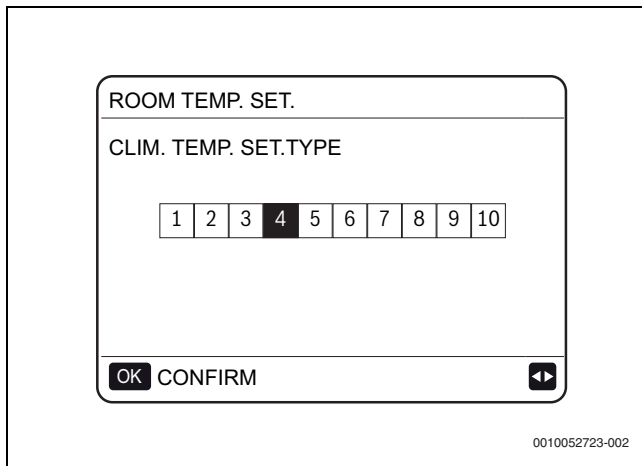 ROOM TEMP. SET.
CLIM. TEMP. SET.TYPE
1 2 3 4 5 6 7 8 9 10
OK CONFIRM
0010052723-002